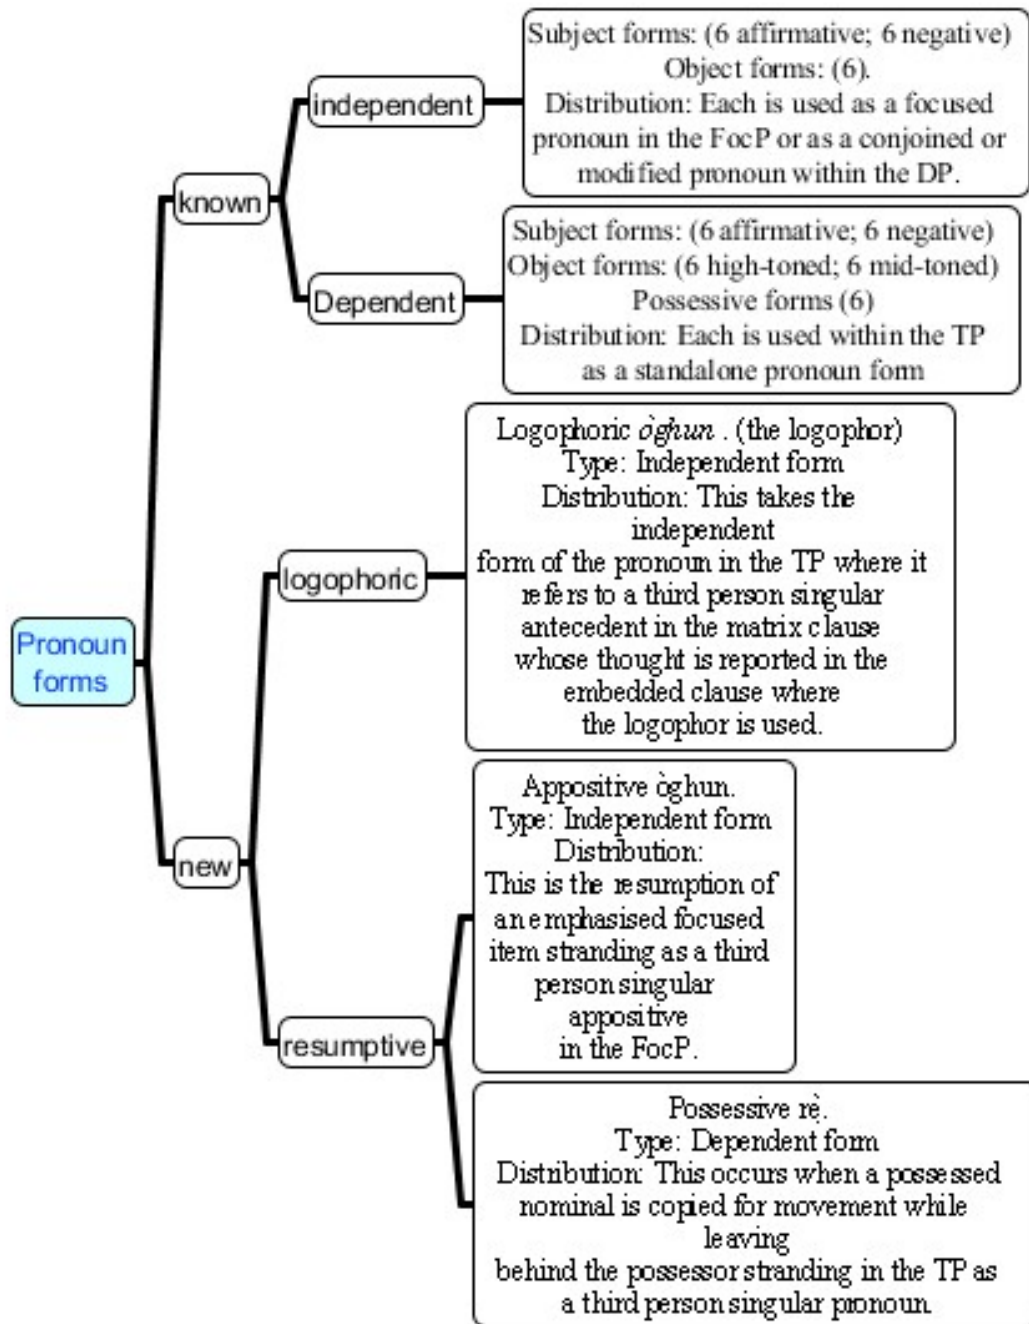 Subject forms: (6 affirmative; 6 negative)
Object forms: (6).
Distribution: Each is used as a focused
pronoun in the FocP or as a conjoined or
modified pronoun within the DP.
independent
known
Subject forms: (6 affirmative; 6 negative)
Object forms: (6 high-toned; 6 mid-toned)
Possessive forms (6)
Distribution: Each is used within the TP
as a standalone pronoun form
Dependent
Logophoric òghun . (the logophor)
Type: Independent form
Distribution: This takes the
independent
form of the pronoun in the TP where it
refers to a third person singular
antecedent in the matrix clause
whose thought is reported in the
embedded clause where
the logophor is used.
logophoric
Pronoun
forms
Appositive òghun.
Type: Independent form
Distribution:
This is the resumption of
an emphasised focused
item stranding as a third
person singular
appositive
in the FocP.
new
resumptive
Possessive rẹ̀.
Type: Dependent form
Distribution: This occurs when a possessed
nominal is copied for movement while
leaving
behind the possessor stranding in the TP as
a third person singular pronoun.